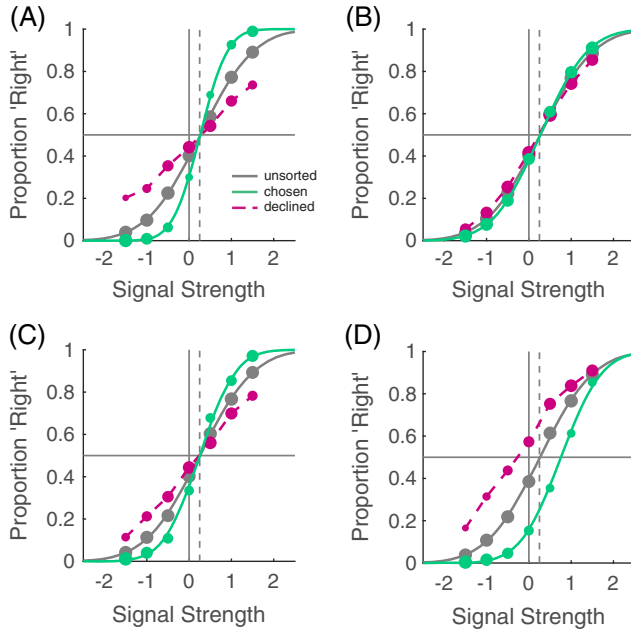 (A)
Proportion 'Right'
1
0.8
0.6
0.4
0.2
0
-2 -1 0 1 2
Signal Strength
unsorted
chosen
declined
(B)
Proportion 'Right'
1
0.8
0.6
0.4
0.2
0
-2 -1 0 1 2
Signal Strength
(C)
Proportion 'Right'
1
0.8
0.6
0.4
0.2
0
-2 -1 0 1 2
Signal Strength
(D)
Proportion 'Right'
1
0.8
0.6
0.4
0.2
0
-2 -1 0 1 2
Signal Strength